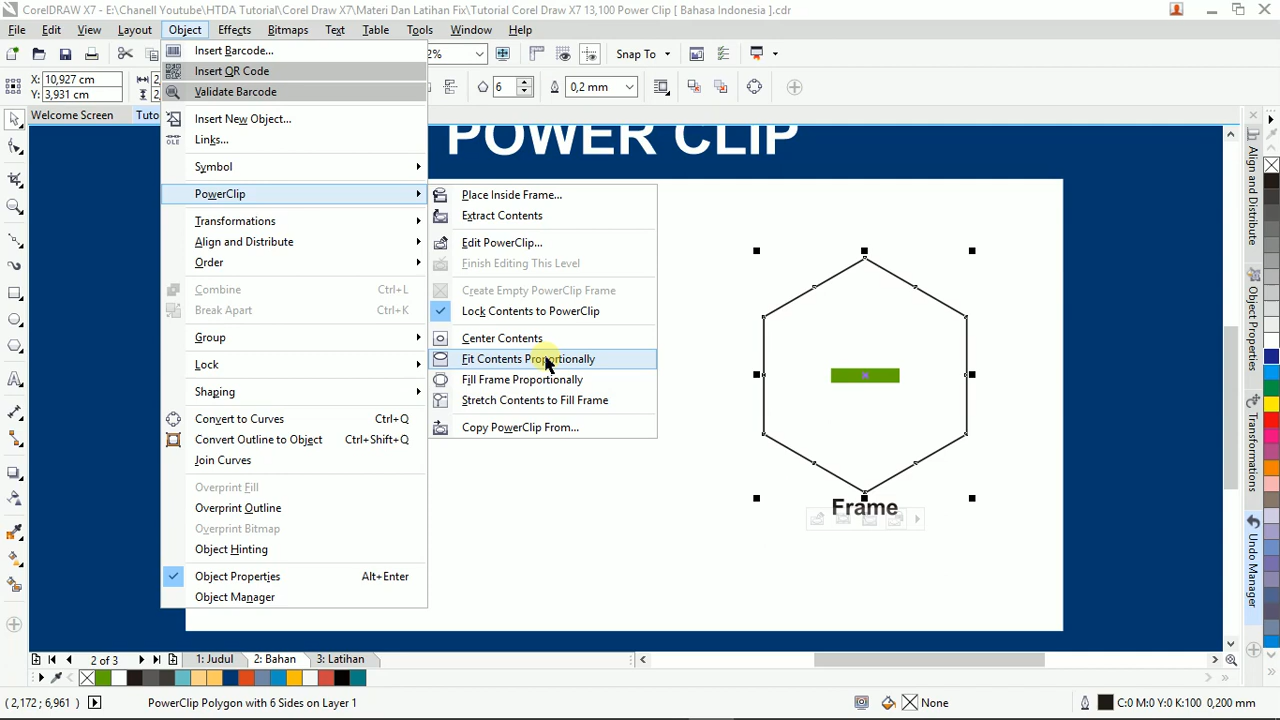 CorelDRAW X7 - E:\Chanell Youtube\HTDA Tutorial\Corel Draw X7\Materi Dan Latihan Fix\Tutorial Corel Draw X7 13,100 Power Clip [ Bahasa Indonesia ].cdr
File Edit View Layout Object Effects Bitmaps Text Table Tools Window Help
2% Snap To
X: 10,927 cm
Y: 3,931 cm
6 0,2 mm
Welcome Screen
Insert Barcode...
Insert QR Code
Validate Barcode
Insert New Object...
Links...
Symbol
PowerClip
Transformations
Align and Distribute
Order
Combine Ctrl+L
Break Apart Ctrl+K
Group
Lock
Shaping
Convert to Curves Ctrl+Q
Convert Outline to Object Ctrl+Shift+Q
Join Curves
Overprint Fill
Overprint Outline
Overprint Bitmap
Object Hinting
Object Properties Alt+Enter
Object Manager
Place Inside Frame...
Extract Contents
Edit PowerClip...
Finish Editing This Level
Create Empty PowerClip Frame
Lock Contents to PowerClip
Center Contents
Fit Contents Proportionally
Fill Frame Proportionally
Stretch Contents to Fill Frame
Copy PowerClip From...
POWER CLIP
Frame
Align and Distribute
Object Properties
Transformations
Undo Manager
2 of 3 1: Judul 2: Bahan 3: Latihan
( 2,172 ; 6,961 ) PowerClip Polygon with 6 Sides on Layer 1 None C:0 M:0 Y:0 K:100 0,200 mm